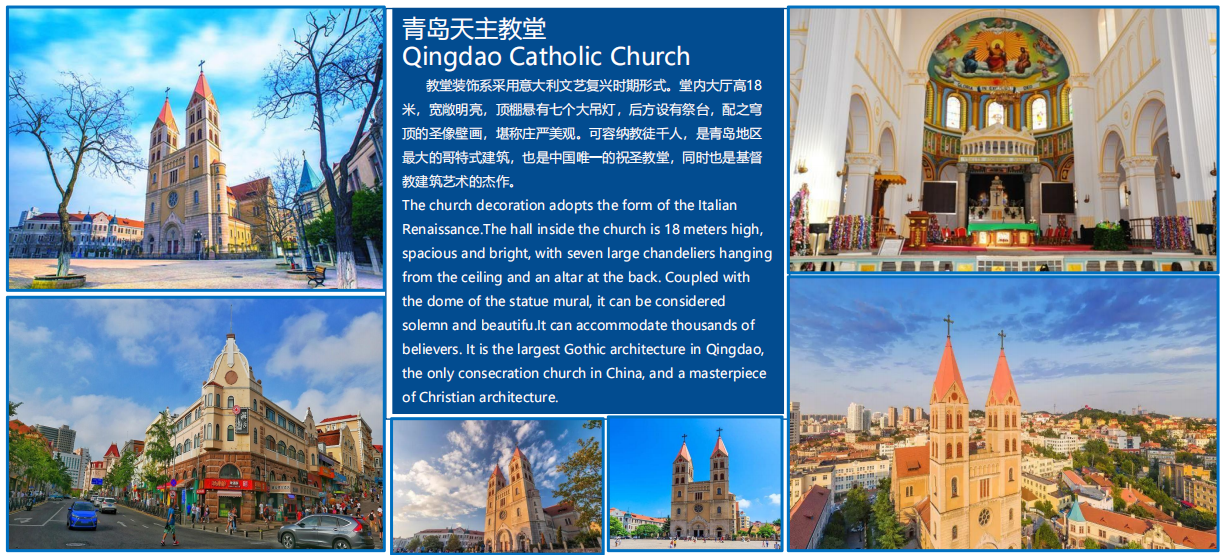 青岛天主教堂
Qingdao Catholic Church
教堂装饰系采用意大利文艺复兴时期形式。堂内大厅高18
米，宽敞明亮，顶棚悬有七个大吊灯，后方设有祭台，配之穹
顶的圣像壁画，堪称庄严美观。可容纳教徒千人，是青岛地区
最大的哥特式建筑，也是中国唯一的祝圣教堂，同时也是基督
教建筑艺术的杰作。
The church decoration adopts the form of the Italian
Renaissance.The hall inside the church is 18 meters high,
spacious and bright, with seven large chandeliers hanging
from the ceiling and an altar at the back. Coupled with
the dome of the statue mural, it can be considered
solemn and beautifu.It can accommodate thousands of
believers. It is the largest Gothic architecture in Qingdao,
the only consecration church in China, and a masterpiece
of Christian architecture.